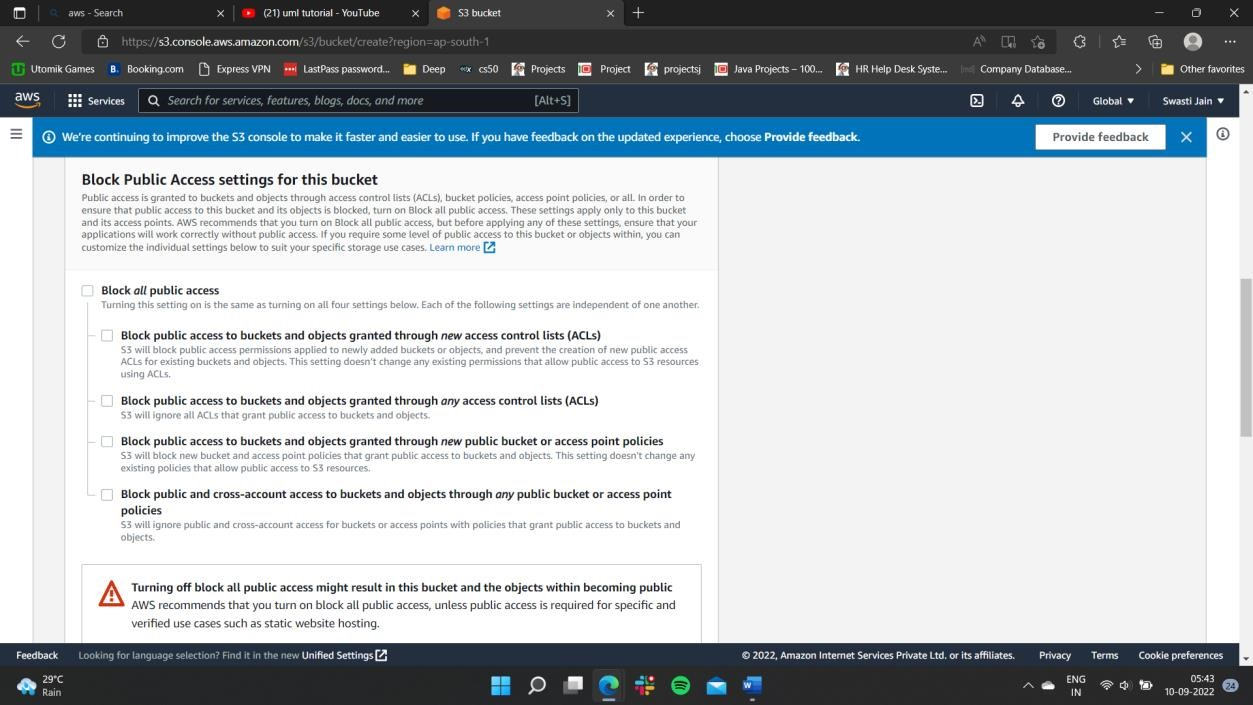 aws - Search
(21) uml tutorial - YouTube
S3 bucket
https://s3.console.aws.amazon.com/s3/bucket/create?region=ap-south-1
Utomik Games
Booking.com
Express VPN
LastPass password...
Deep
cs50
Projects
Project
projectsj
Java Projects – 100...
HR Help Desk Syste...
Company Database...
Other favorites
aws
Services
Search for services, features, blogs, docs, and more
[Alt+S]
Global
Swasti Jain
We're continuing to improve the S3 console to make it faster and easier to use. If you have feedback on the updated experience, choose Provide feedback.
Provide feedback
Block Public Access settings for this bucket
Public access is granted to buckets and objects through access control lists (ACLs), bucket policies, access point policies, or all. In order to
ensure that public access to this bucket and its objects is blocked, turn on Block all public access. These settings apply only to this bucket
and its access points. AWS recommends that you turn on Block all public access, but before applying any of these settings, ensure that your
applications will work correctly without public access. If you require some level of public access to this bucket or objects within, you can
customize the individual settings below to suit your specific storage use cases. Learn more
Block all public access
Turning this setting on is the same as turning on all four settings below. Each of the following settings are independent of one another.
Block public access to buckets and objects granted through new access control lists (ACLs)
S3 will block public access permissions applied to newly added buckets or objects, and prevent the creation of new public access
ACLs for existing buckets and objects. This setting doesn't change any existing permissions that allow public access to S3 resources
using ACLs.
Block public access to buckets and objects granted through any access control lists (ACLs)
S3 will ignore all ACLs that grant public access to buckets and objects.
Block public access to buckets and objects granted through new public bucket or access point policies
S3 will block new bucket and access point policies that grant public access to buckets and objects. This setting doesn't change any
existing policies that allow public access to S3 resources.
Block public and cross-account access to buckets and objects through any public bucket or access point
policies
S3 will ignore public and cross-account access for buckets or access points with policies that grant public access to buckets and
objects.
Turning off block all public access might result in this bucket and the objects within becoming public
AWS recommends that you turn on block all public access, unless public access is required for specific and
verified use cases such as static website hosting.
Feedback
Looking for language selection? Find it in the new Unified Settings
© 2022, Amazon Internet Services Private Ltd. or its affiliates.
Privacy
Terms
Cookie preferences
29°C
Rain
ENG
IN
05:43
10-09-2022
24